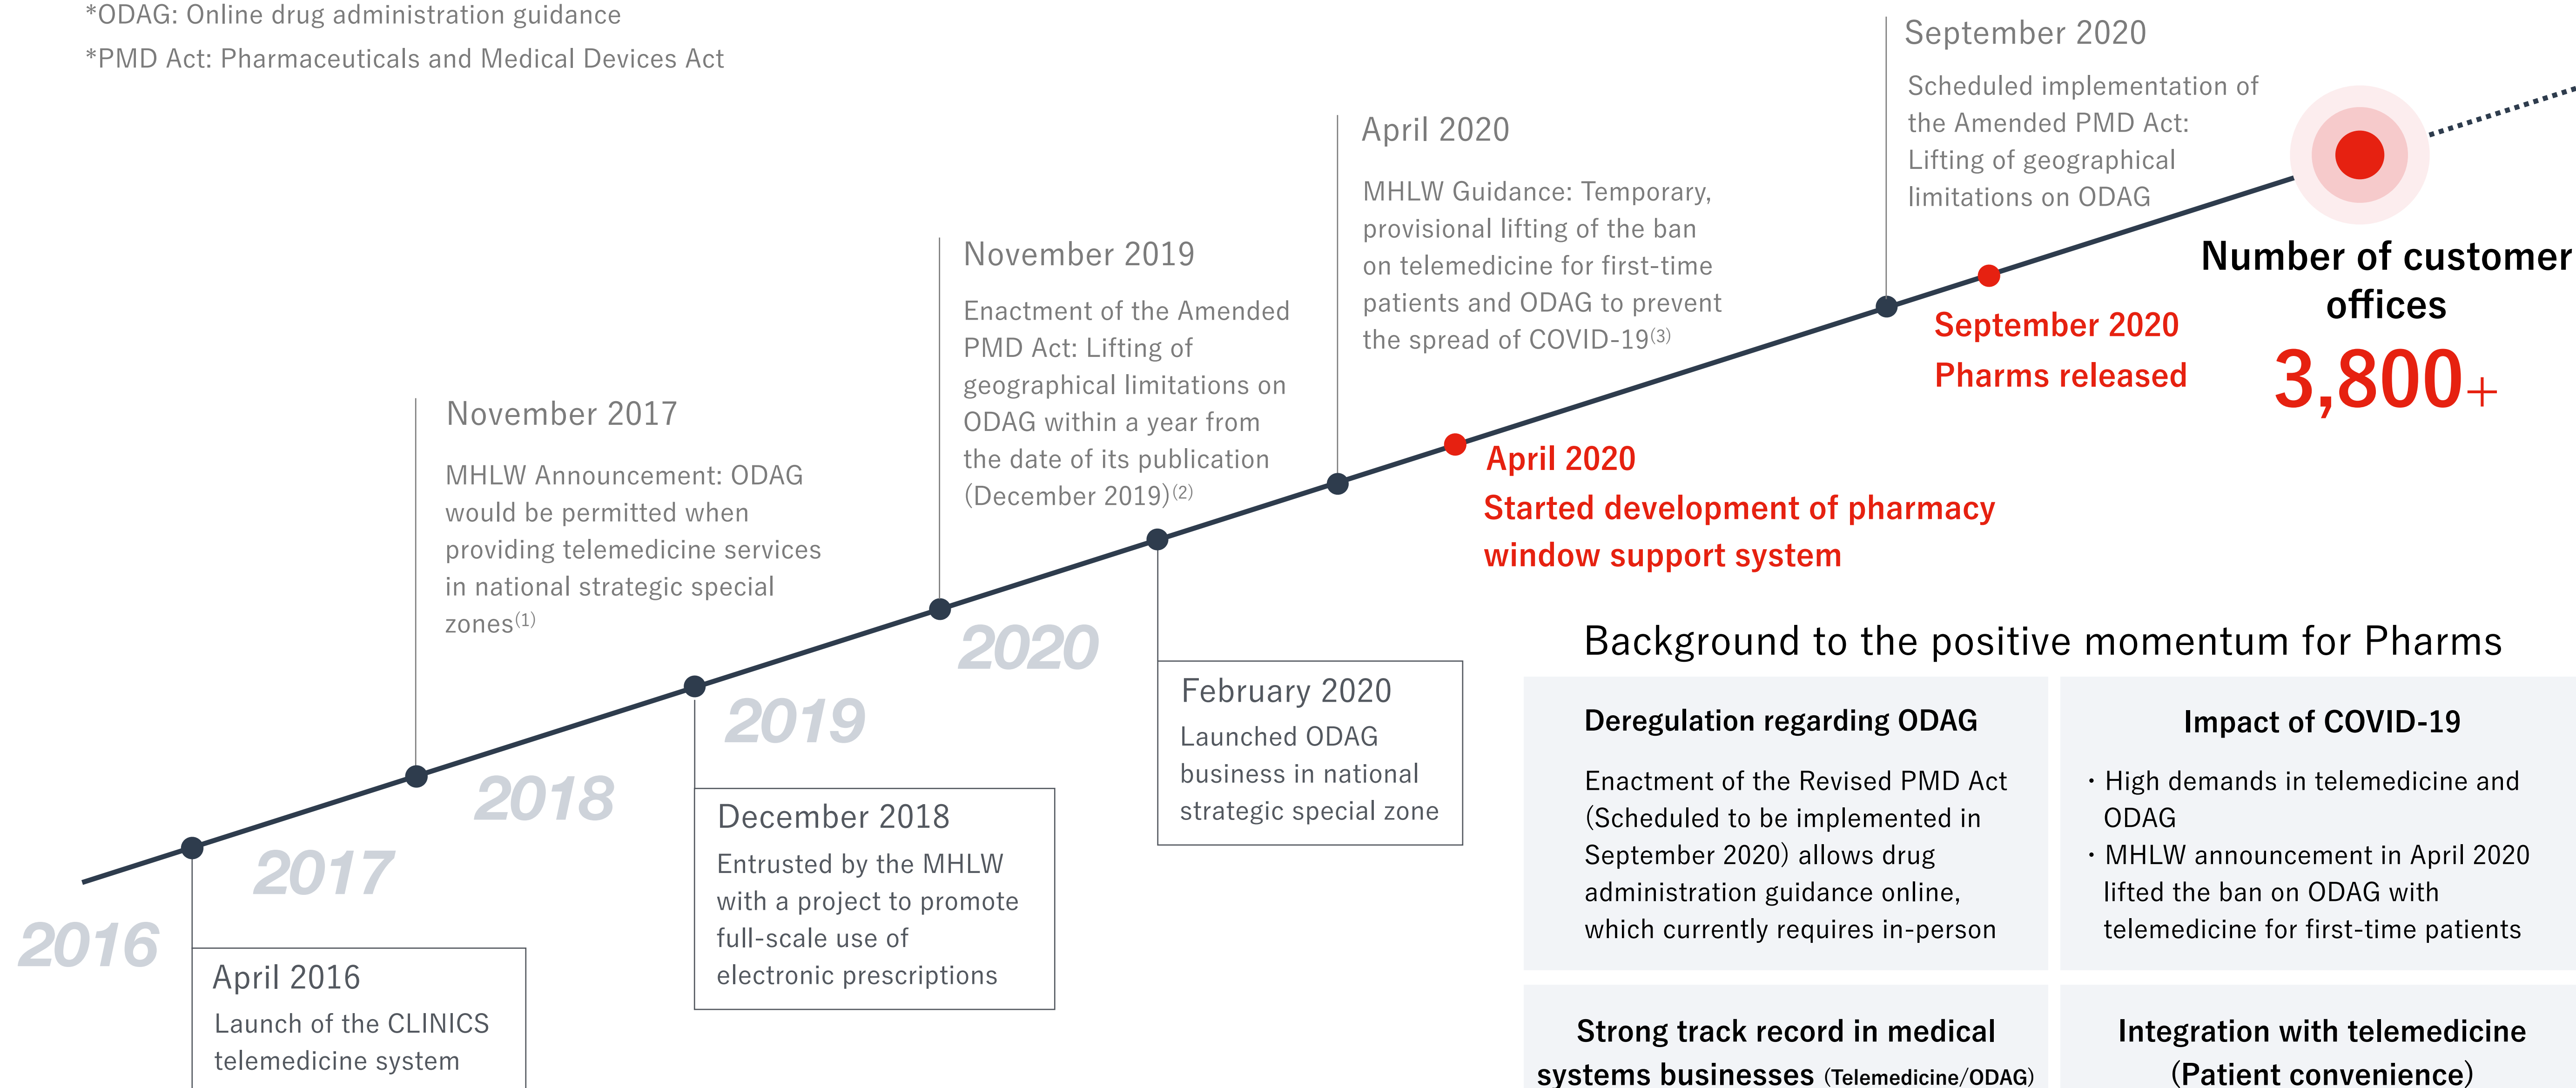 *ODAG: Online drug administration guidance
*PMD Act: Pharmaceuticals and Medical Devices Act
2016
April 2016
Launch of the CLINICS
telemedicine system
2017
November 2017
MHLW Announcement: ODAG
would be permitted when
providing telemedicine services
in national strategic special
zones(1)
2018
December 2018
Entrusted by the MHLW
with a project to promote
full-scale use of
electronic prescriptions
2019
November 2019
Enactment of the Amended
PMD Act: Lifting of
geographical limitations on
ODAG within a year from
the date of its publication
(December 2019)(2)
2020
February 2020
Launched ODAG
business in national
strategic special zone
April 2020
MHLW Guidance: Temporary,
provisional lifting of the ban
on telemedicine for first-time
patients and ODAG to prevent
the spread of COVID-19(3)
April 2020
Started development of pharmacy
window support system
September 2020
Scheduled implementation of
the Amended PMD Act:
Lifting of geographical
limitations on ODAG
September 2020
Pharms released
Number of customer
offices
3,800+
Background to the positive momentum for Pharms
Deregulation regarding ODAG
Enactment of the Revised PMD Act
(Scheduled to be implemented in
September 2020) allows drug
administration guidance online,
which currently requires in-person
Impact of COVID-19
・High demands in telemedicine and
ODAG
・MHLW announcement in April 2020
lifted the ban on ODAG with
telemedicine for first-time patients
Strong track record in medical
systems businesses (Telemedicine/ODAG)
Integration with telemedicine
(Patient convenience)